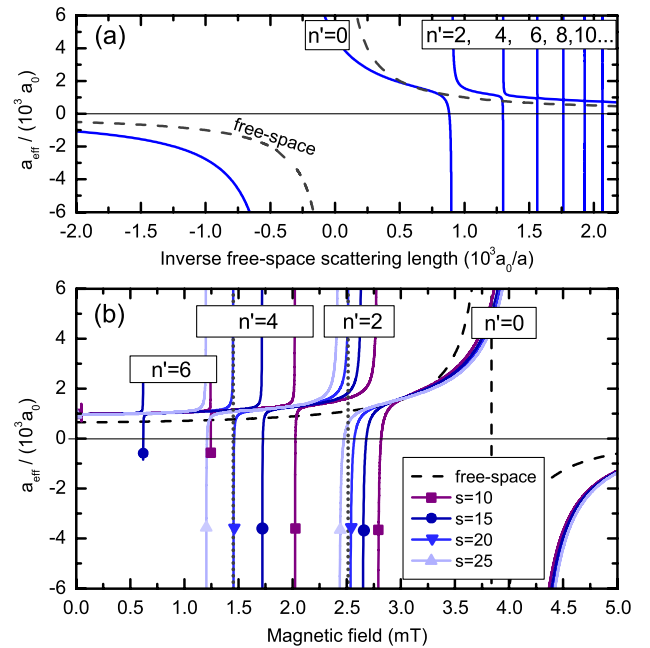 6
4
2
0
-2
-4
-6
a_eff / (10^3 a_0)
(a)
n'=0
n'=2, 4, 6, 8,10...
free-space
-2.0 -1.5 -1.0 -0.5 0.0 0.5 1.0 1.5 2.0
Inverse free-space scattering length (10^3a_0/a)
6
4
2
0
-2
-4
-6
a_eff / (10^3a_0)
(b)
n'=6
n'=4
n'=2
n'=0
free-space
s=10
s=15
s=20
s=25
0.0 0.5 1.0 1.5 2.0 2.5 3.0 3.5 4.0 4.5 5.0
Magnetic field (mT)